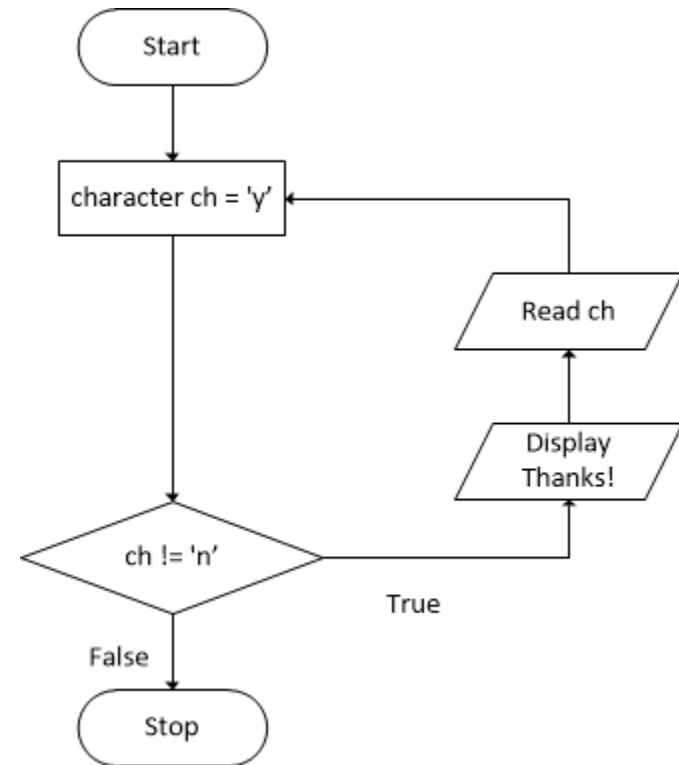 Start
character ch = 'y’
Read ch
Display
Thanks!
ch != 'n’
True
False
Stop